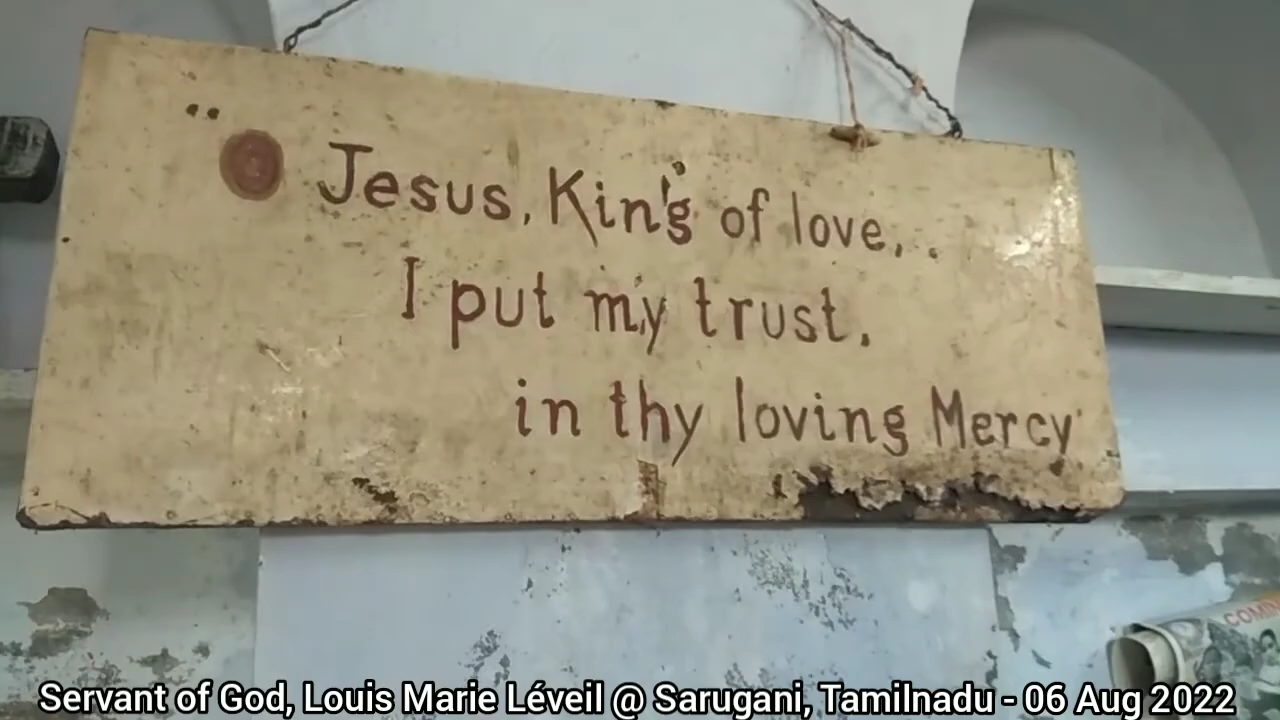 "O Jesus, King of love,.
I put my trust.
in thy loving Mercy
COMIN
Servant of God, Louis Marie Léveil @ Sarugani, Tamilnadu - 06 Aug 2022